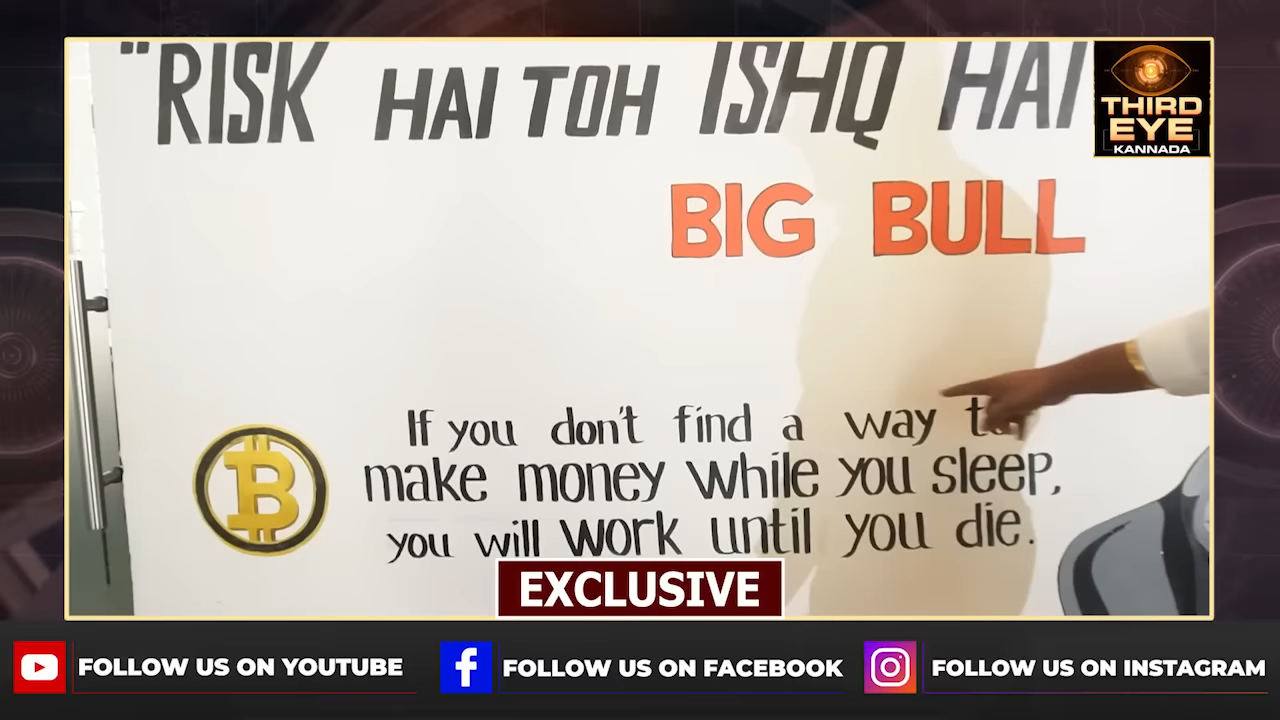 "RISK HAI TOH ISHQ HAI
THIRD
EYE
KANNADA
BIG BULL
If you don't find a way
make money while you sleep,
you will work until you die.
EXCLUSIVE
FOLLOW US ON YOUTUBE
FOLLOW US ON FACEBOOK
FOLLOW US ON INSTAGRAM